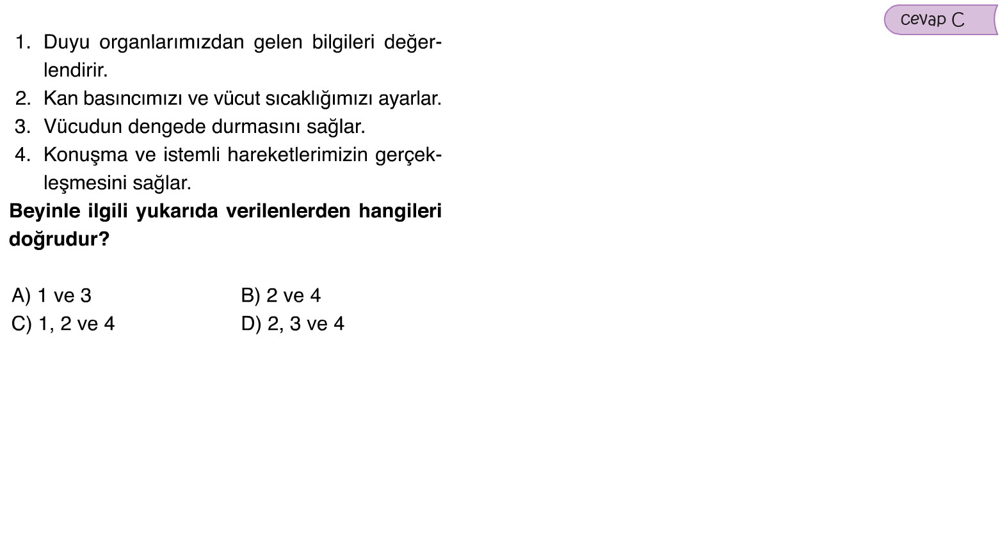 1. Duyu organlarımızdan gelen bilgileri değer-
lendirir.
2. Kan basıncımızı ve vücut sıcaklığımızı ayarlar.
3. Vücudun dengede durmasını sağlar.
4. Konuşma ve istemli hareketlerimizin gerçek-
leşmesini sağlar.
Beyinle ilgili yukarıda verilenlerden hangileri
doğrudur?
A) 1 ve 3 B) 2 ve 4
C) 1, 2 ve 4 D) 2, 3 ve 4
cevap C